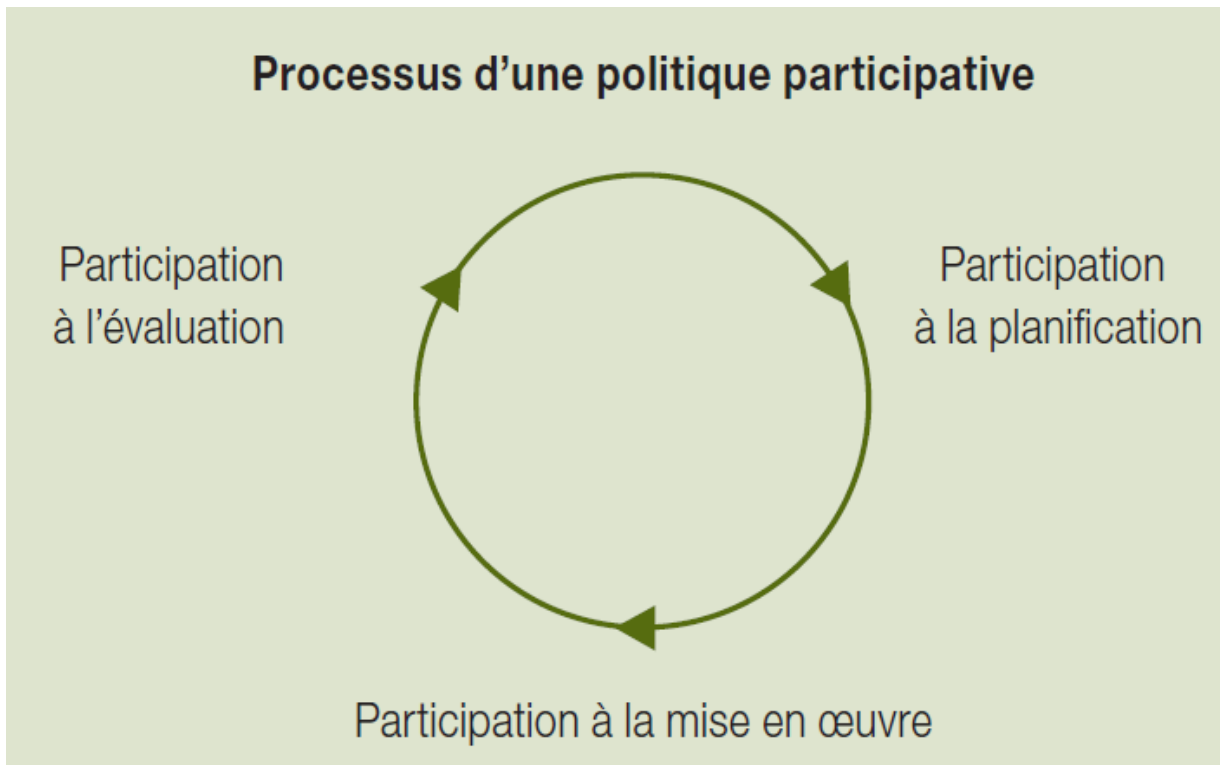 Processus d'une politique participative
Participation
à l'évaluation
Participation
à la planification
Participation à la mise en œuvre